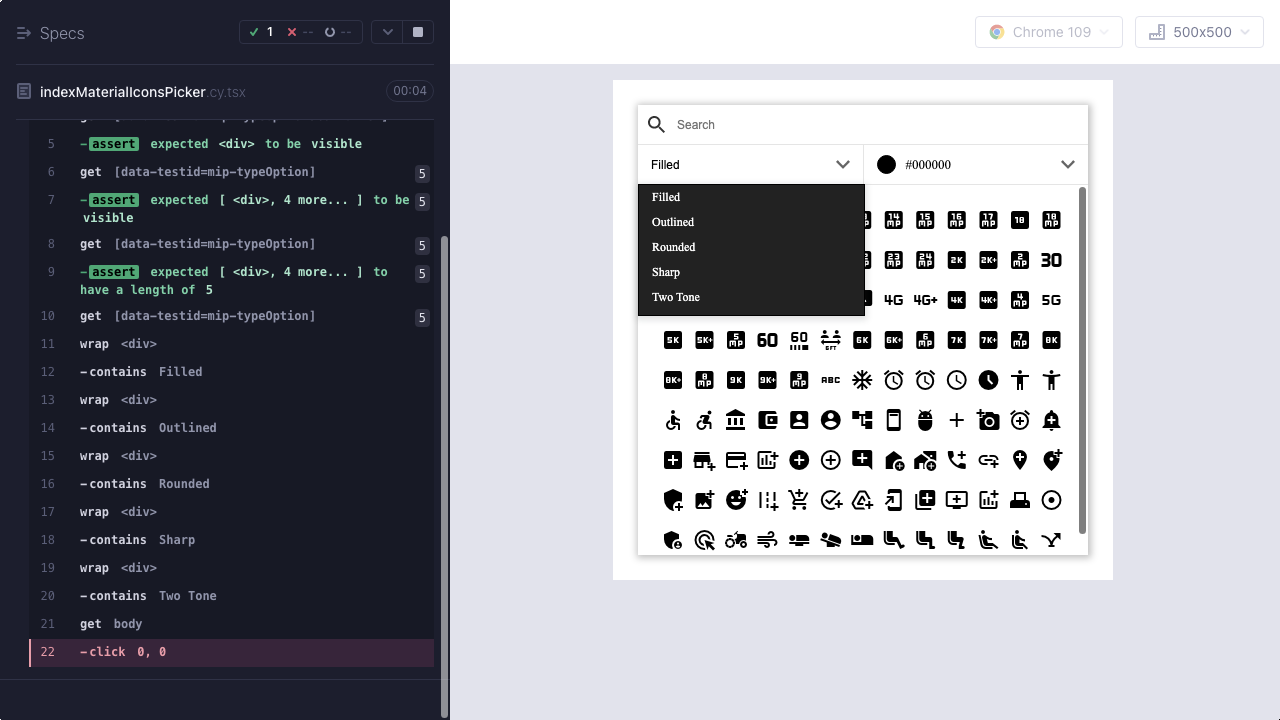 Specs
1
--
--
Chrome 109
500x500
indexMaterialIconsPicker.cy.tsx
00:04
5 -assert expected <div> to be visible
6 get [data-testid=mip-typeOption] 5
7 -assert expected [ <div>, 4 more... ] to be 5
visible
8 get [data-testid=mip-typeOption] 5
9 -assert expected [ <div>, 4 more... ] to 5
have a length of 5
10 get [data-testid=mip-typeOption] 5
11 wrap <div>
12 -contains Filled
13 wrap <div>
14 -contains Outlined
15 wrap <div>
16 -contains Rounded
17 wrap <div>
18 -contains Sharp
19 wrap <div>
20 -contains Two Tone
21 get body
22 -click 0, 0
Search
Filled
#000000
Filled
Outlined
Rounded
Sharp
Two Tone
14 MP 15 MP 16 MP 17 MP 18 18 MP
23 MP 24 MP 2K 2K+ 2 MP 30
4G 4G+ 4K 4K+ 4 MP 5G
5K 5K+ 5 MP 60 60 6FT 6K 6K+ 6 MP 7K 7K+ 7 MP 8K
8K+ 8 MP 9K 9K+ 9 MP ABC